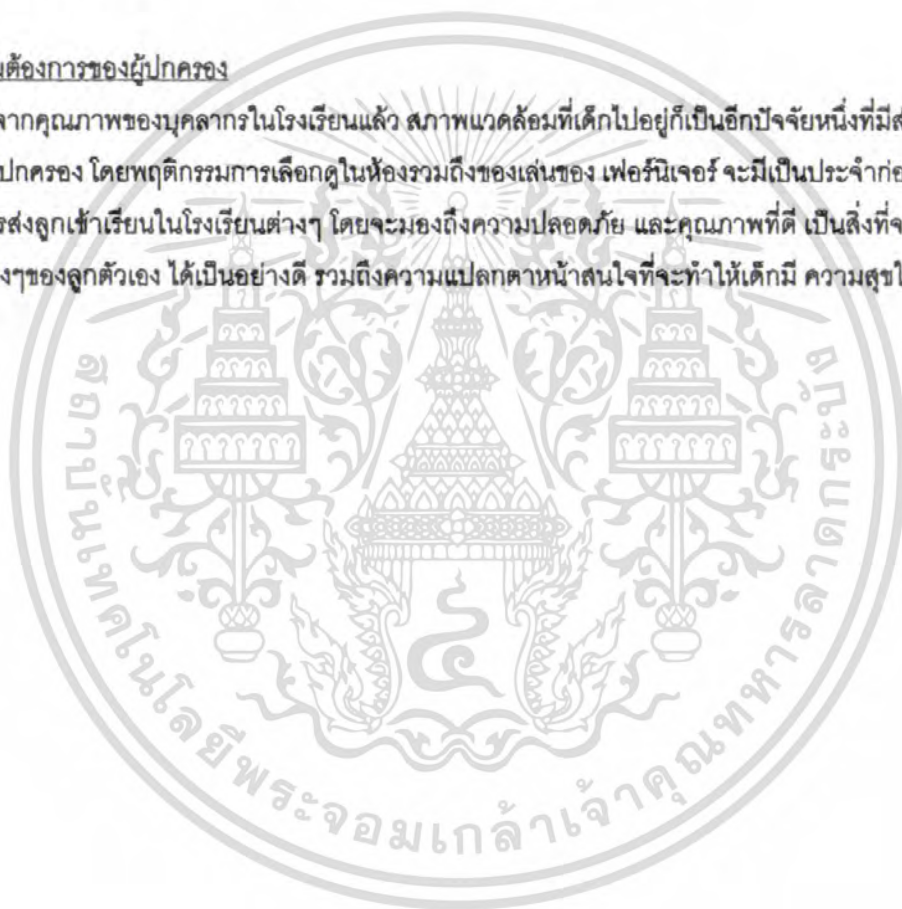 มต้องการของผู้ปกครอง
จากคุณภาพของบุคลากรในโรงเรียนแล้ว สภาพแวดล้อมที่เด็กไปอยู่ก็เป็นอีกปัจจัยหนึ่งที่มีส่
ปกครอง โดยพฤติกรรมการเลือกดูในห้องรวมถึงของเล่นของ เฟอร์นิเจอร์ จะมีเป็นประจำก่อ
รส่งลูกเข้าเรียนในโรงเรียนต่างๆ โดยจะมองถึงความปลอดภัย และคุณภาพที่ดี เป็นสิ่งที่จะ
งๆของลูกตัวเอง ได้เป็นอย่างดี รวมถึงความแปลกตาหน้าสนใจที่จะทำให้เด็กมี ความสุขใ
สถาบันเทคโนโลยีพระจอมเกล้าเจ้าคุณทหารลาดกระบัง
๔